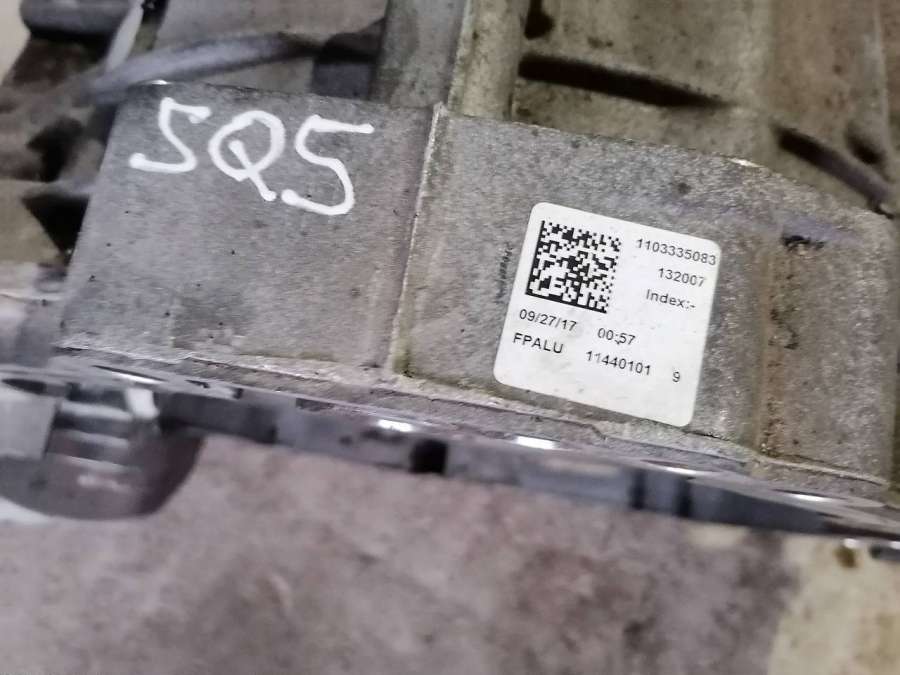 SQ5
1103335083
132007
Index:-
09/27/17 00:57
FPALU 11440101 9